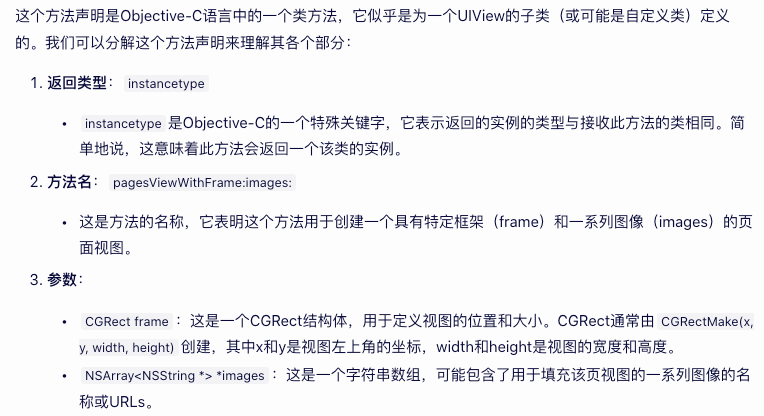 这个方法声明是Objective-C语言中的一个类方法，它似乎是为一个UIView的子类（或可能是自定义类）定义
的。我们可以分解这个方法声明来理解其各个部分：
1. 返回类型： instancetype
• instancetype 是Objective-C的一个特殊关键字，它表示返回的实例的类型与接收此方法的类相同。简
单地说，这意味着此方法会返回一个该类的实例。
2. 方法名： pagesViewWithFrame:images:
• 这是方法的名称，它表明这个方法用于创建一个具有特定框架（frame）和一系列图像（images）的页
面视图。
3. 参数：
• CGRect frame ： 这是一个CGRect结构体，用于定义视图的位置和大小。CGRect通常由 CGRectMake(x,
y, width, height) 创建，其中x和y是视图左上角的坐标，width和height是视图的宽度和高度。
• NSArray<NSString *> *images ： 这是一个字符串数组，可能包含了用于填充该页视图的一系列图像的名
称或URLs。